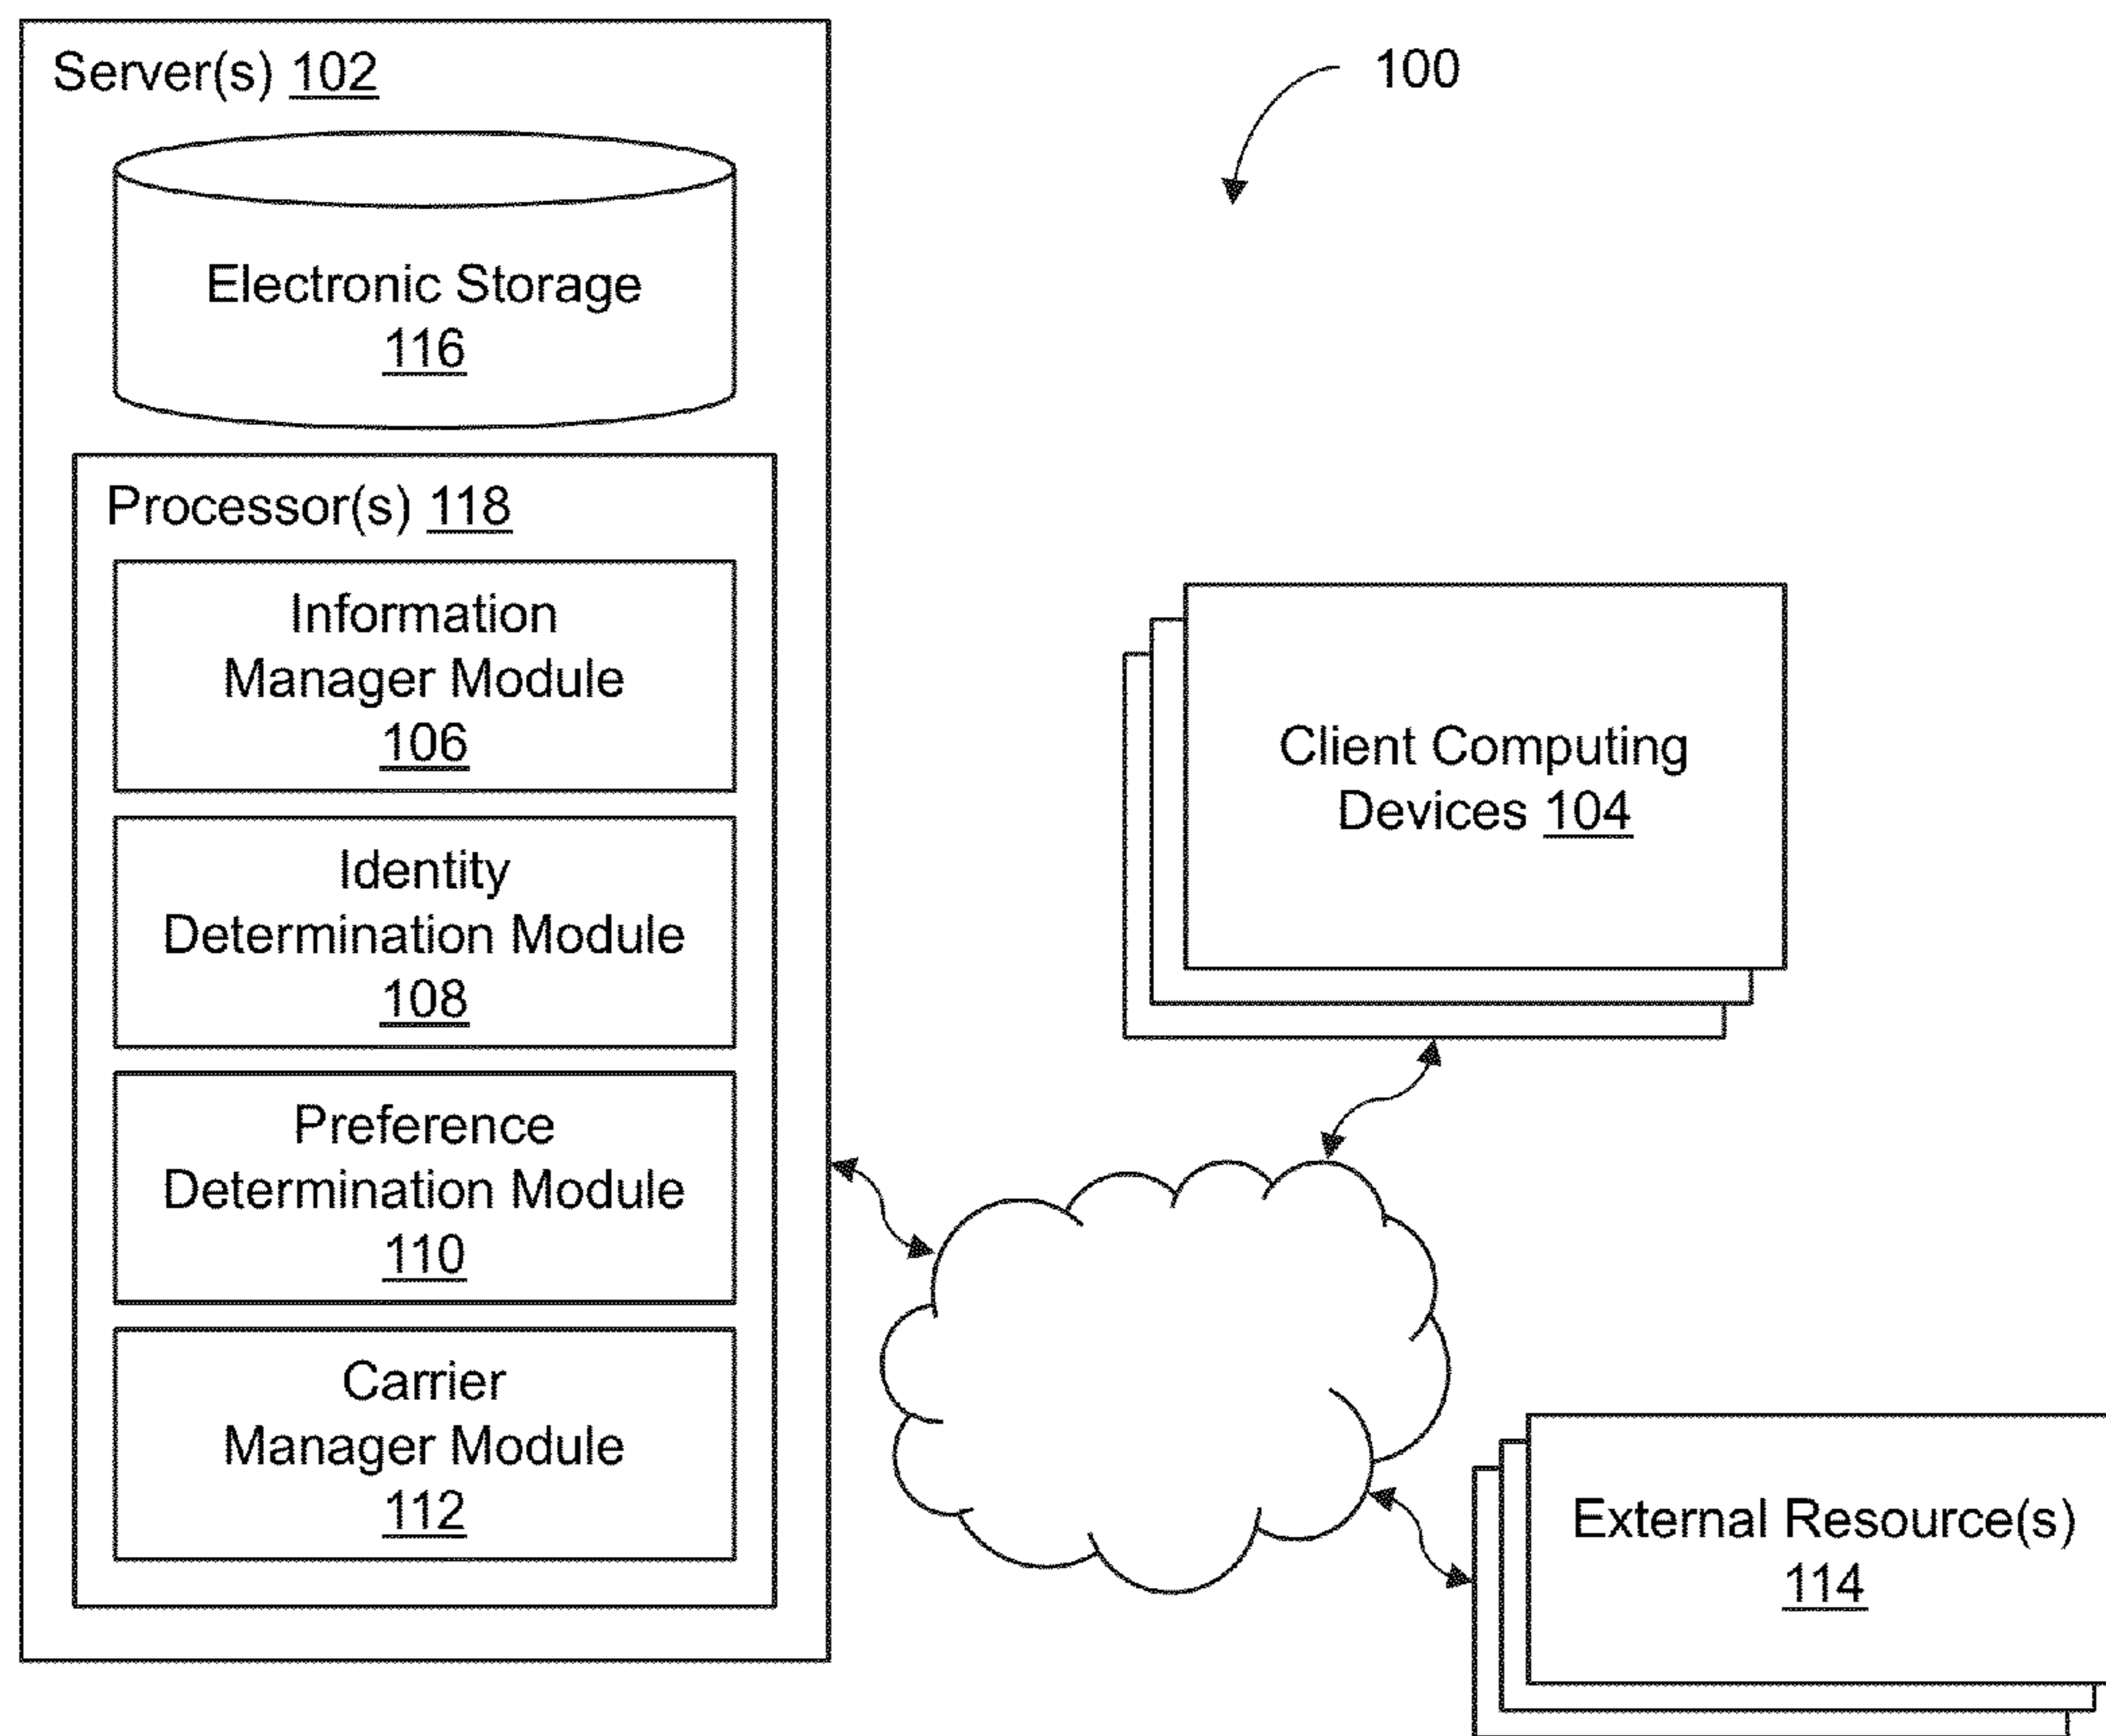 Server(s) 102
100
Electronic Storage
116
Processor(s) 118
Information
Manager Module
106
Identity
Determination Module
108
Preference
Determination Module
110
Carrier
Manager Module
112
Client Computing
Devices 104
External Resource(s)
114